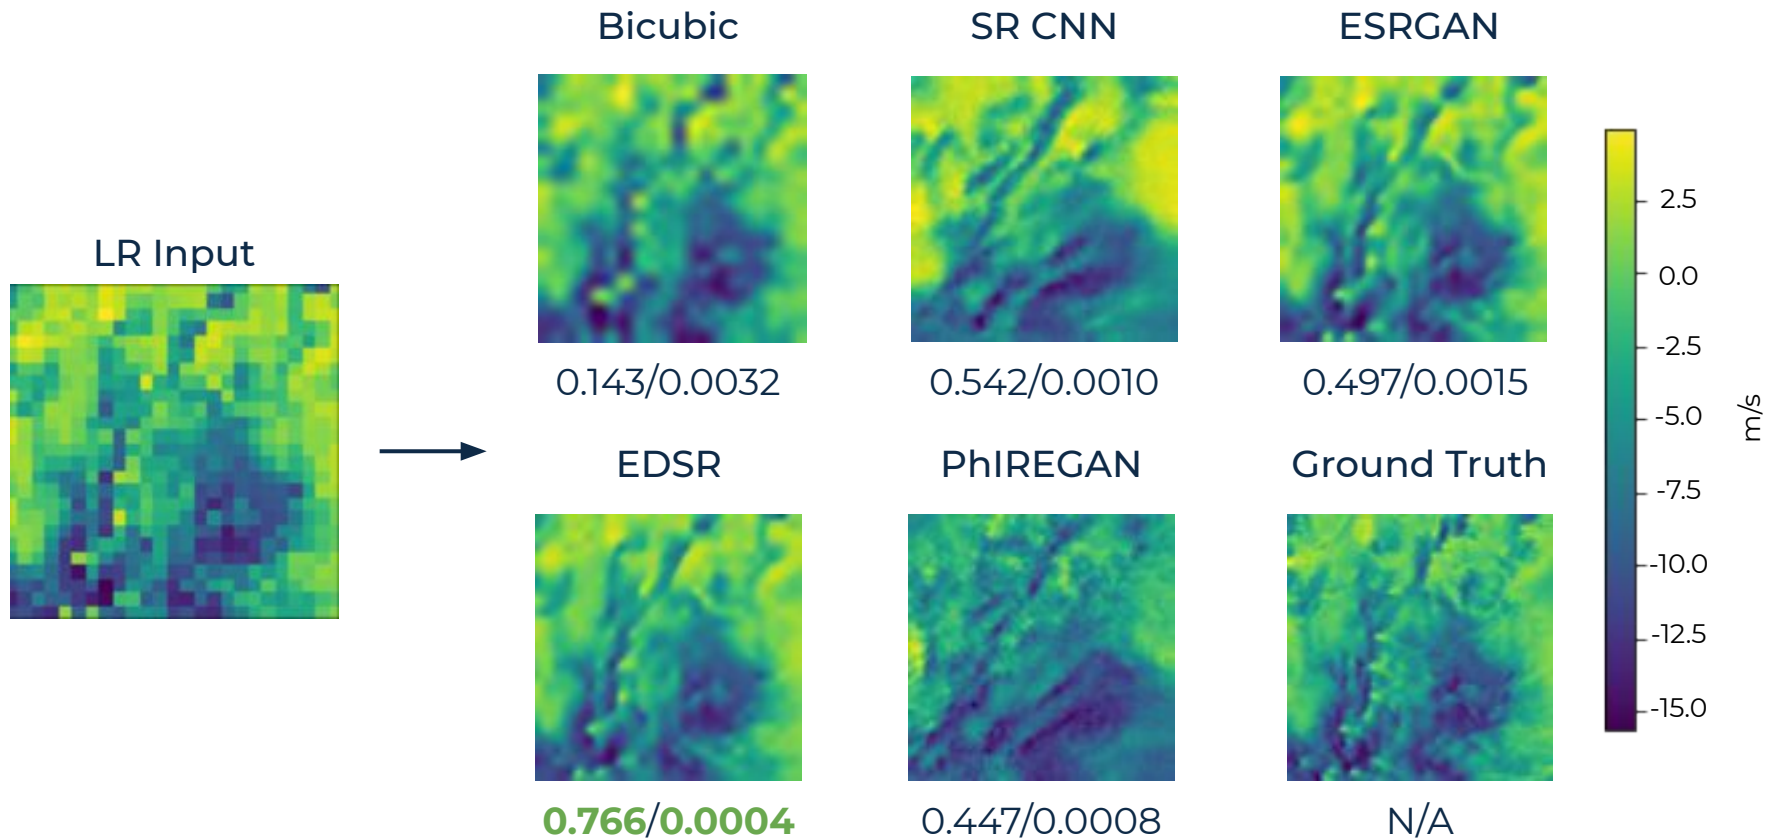 Bicubic
SR CNN
ESRGAN
LR Input
0.143/0.0032
0.542/0.0010
0.497/0.0015
EDSR
PhIREGAN
Ground Truth
0.766/0.0004
0.447/0.0008
N/A
2.5
0.0
-2.5
-5.0
-7.5
-10.0
-12.5
-15.0
m/s